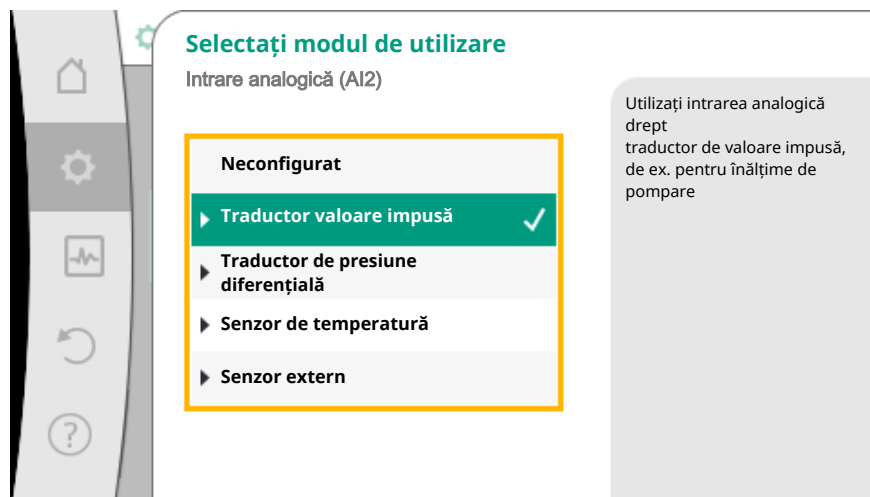 Selectați modul de utilizare
Intrare analogică (AI2)
Neconfigurat
Traductor valoare impusă
Traductor de presiune
diferențială
Senzor de temperatură
Senzor extern
Utilizați intrarea analogică
drept
traductor de valoare impusă,
de ex. pentru înălțime de
pompare